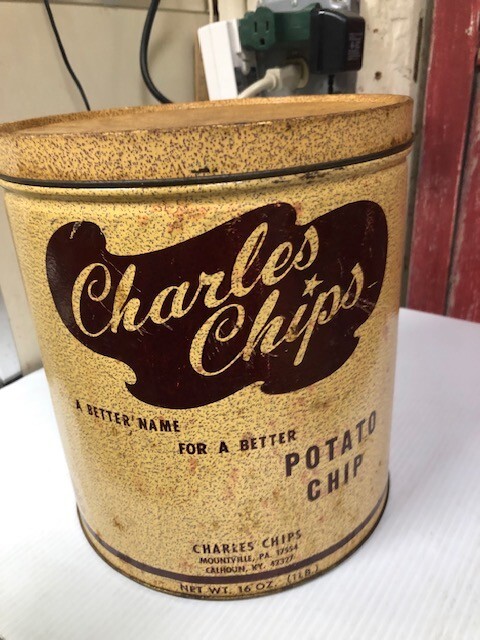 Charles
Chips
A BETTER NAME
FOR A BETTER
POTATO
CHIP
CHARLES CHIPS
MOUNTVILLE, PA. 17554
CALHOUN, KY. 42327
NET WT. 16 OZ. (1 LB.)